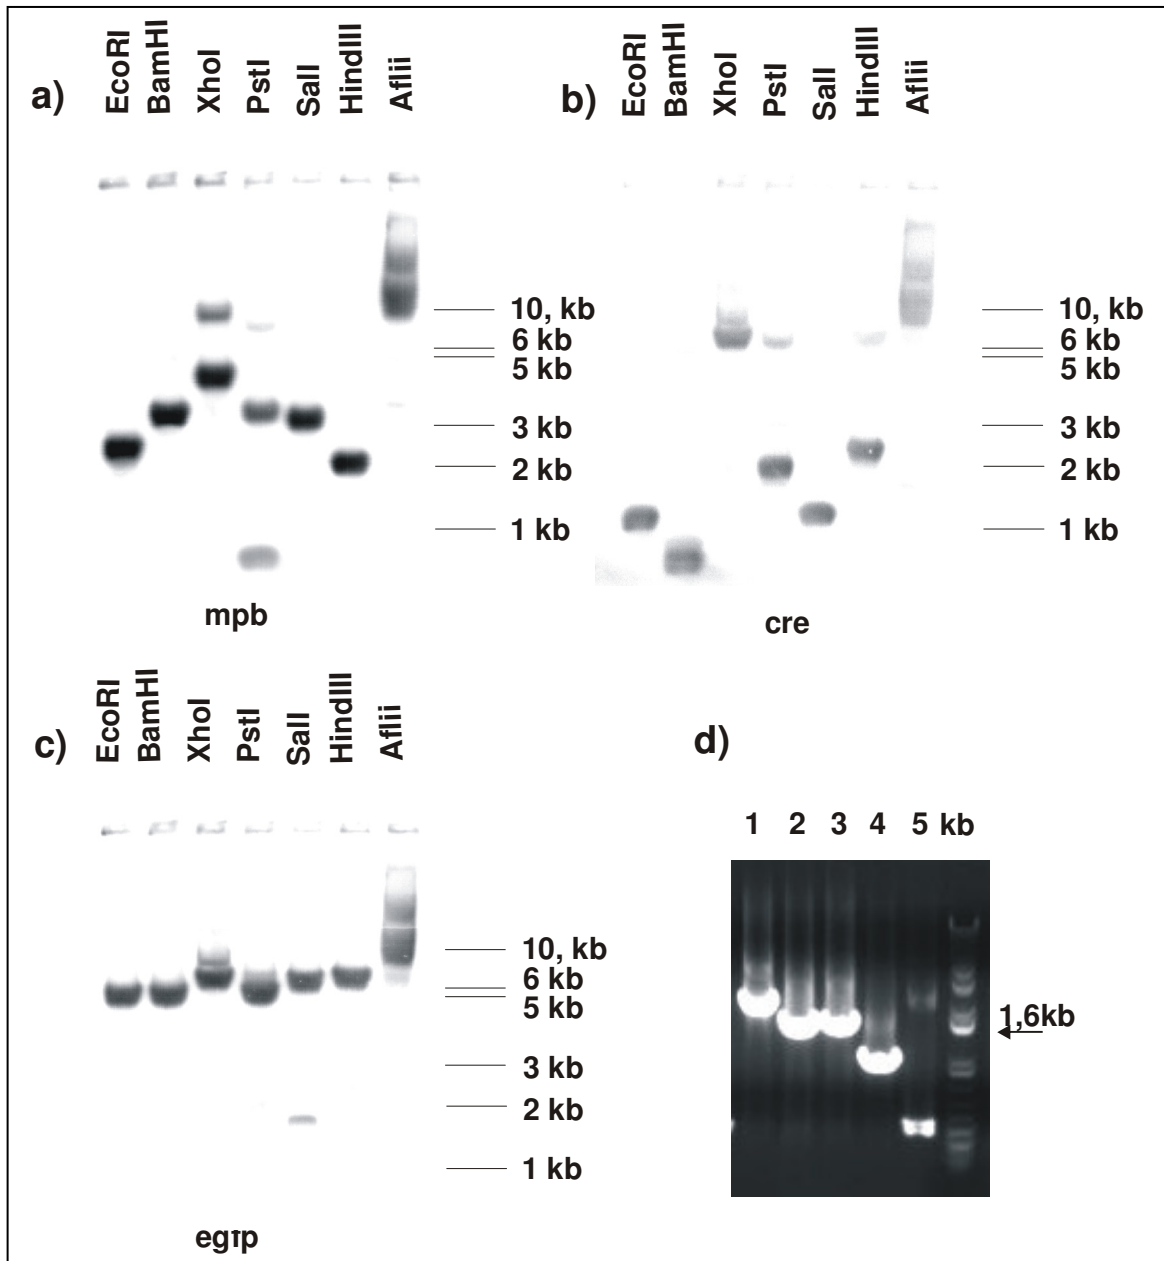 a)
EcoRI BamHI XhoI PstI SalI HindIII Aflii
10, kb
6 kb
5 kb
3 kb
2 kb
1 kb
mpb
b)
EcoRI BamHI XhoI PstI SalI HindIII Aflii
10, kb
6 kb
5 kb
3 kb
2 kb
1 kb
cre
c)
EcoRI BamHI XhoI PstI SalI HindIII Aflii
10, kb
6 kb
5 kb
3 kb
2 kb
1 kb
egfp
d)
1 2 3 4 5 kb
1,6kb